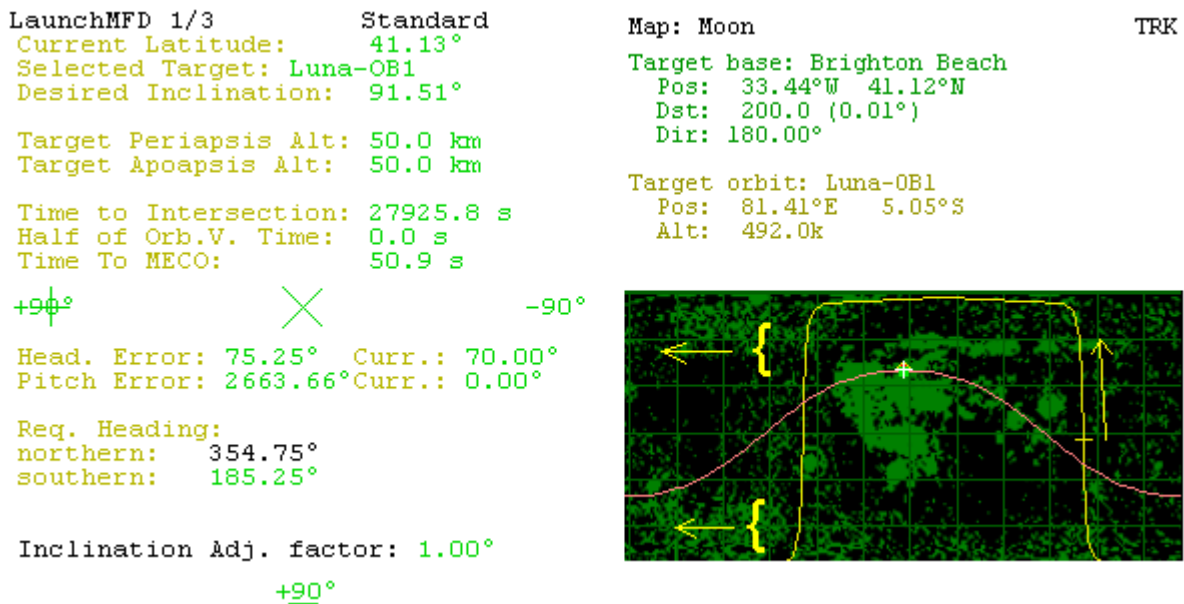 LaunchMFD 1/3 Standard
Current Latitude: 41.13°
Selected Target: Luna-OB1
Desired Inclination: 91.51°
Target Periapsis Alt: 50.0 km
Target Apoapsis Alt: 50.0 km
Time to Intersection: 27925.8 s
Half of Orb.V. Time: 0.0 s
Time To MECO: 50.9 s
+90° -90°
Head. Error: 75.25° Curr.: 70.00°
Pitch Error: 2663.66°Curr.: 0.00°
Req. Heading:
northern: 354.75°
southern: 185.25°
Inclination Adj. factor: 1.00°
+90°
Map: Moon TRK
Target base: Brighton Beach
Pos: 33.44°W 41.12°N
Dst: 200.0 (0.01°)
Dir: 180.00°
Target orbit: Luna-OB1
Pos: 81.41°E 5.05°S
Alt: 492.0k